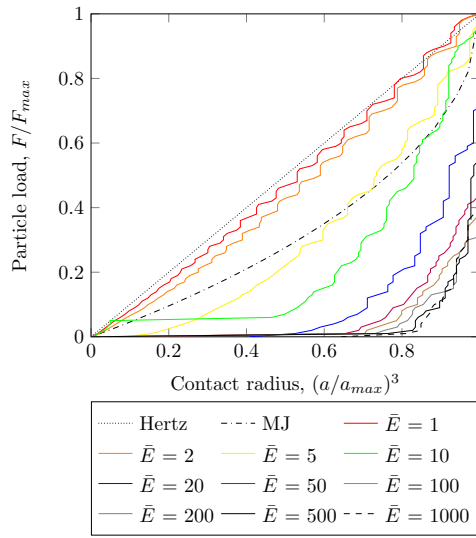 1
0.8
0.6
0.4
0.2
0
Particle load, F/F_max
0 0.2 0.4 0.6 0.8
Contact radius, (a/a_max)^3
Hertz MJ Ē = 1
Ē = 2 Ē = 5 Ē = 10
Ē = 20 Ē = 50 Ē = 100
Ē = 200 Ē = 500 Ē = 1000